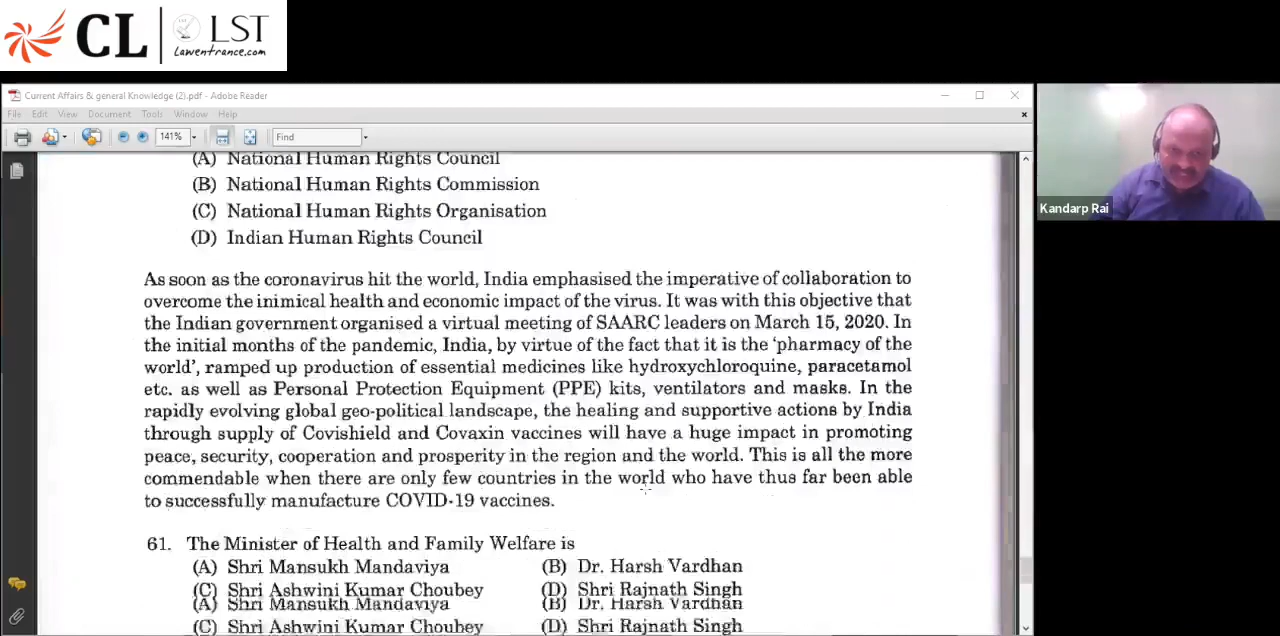 CL LST
Lawentrance.com
Current Affairs & general Knowledge (2).pdf - Adobe Reader
File Edit View Document Tools Window Help
141% Find
(A) National Human Rights Council
(B) National Human Rights Commission
(C) National Human Rights Organisation
(D) Indian Human Rights Council
Kandarp Rai
As soon as the coronavirus hit the world, India emphasised the imperative of collaboration to
overcome the inimical health and economic impact of the virus. It was with this objective that
the Indian government organised a virtual meeting of SAARC leaders on March 15, 2020. In
the initial months of the pandemic, India, by virtue of the fact that it is the 'pharmacy of the
world', ramped up production of essential medicines like hydroxychloroquine, paracetamol
etc. as well as Personal Protection Equipment (PPE) kits, ventilators and masks. In the
rapidly evolving global geo-political landscape, the healing and supportive actions by India
through supply of Covishield and Covaxin vaccines will have a huge impact in promoting
peace, security, cooperation and prosperity in the region and the world. This is all the more
commendable when there are only few countries in the world who have thus far been able
to successfully manufacture COVID-19 vaccines.
61. The Minister of Health and Family Welfare is
(A) Shri Mansukh Mandaviya (B) Dr. Harsh Vardhan
(C) Shri Ashwini Kumar Choubey (D) Shri Rajnath Singh
(A) Shri Mansukh Mandaviya (B) Dr. Harsh Vardhan
(C) Shri Ashwini Kumar Choubey (D) Shri Rajnath Singh